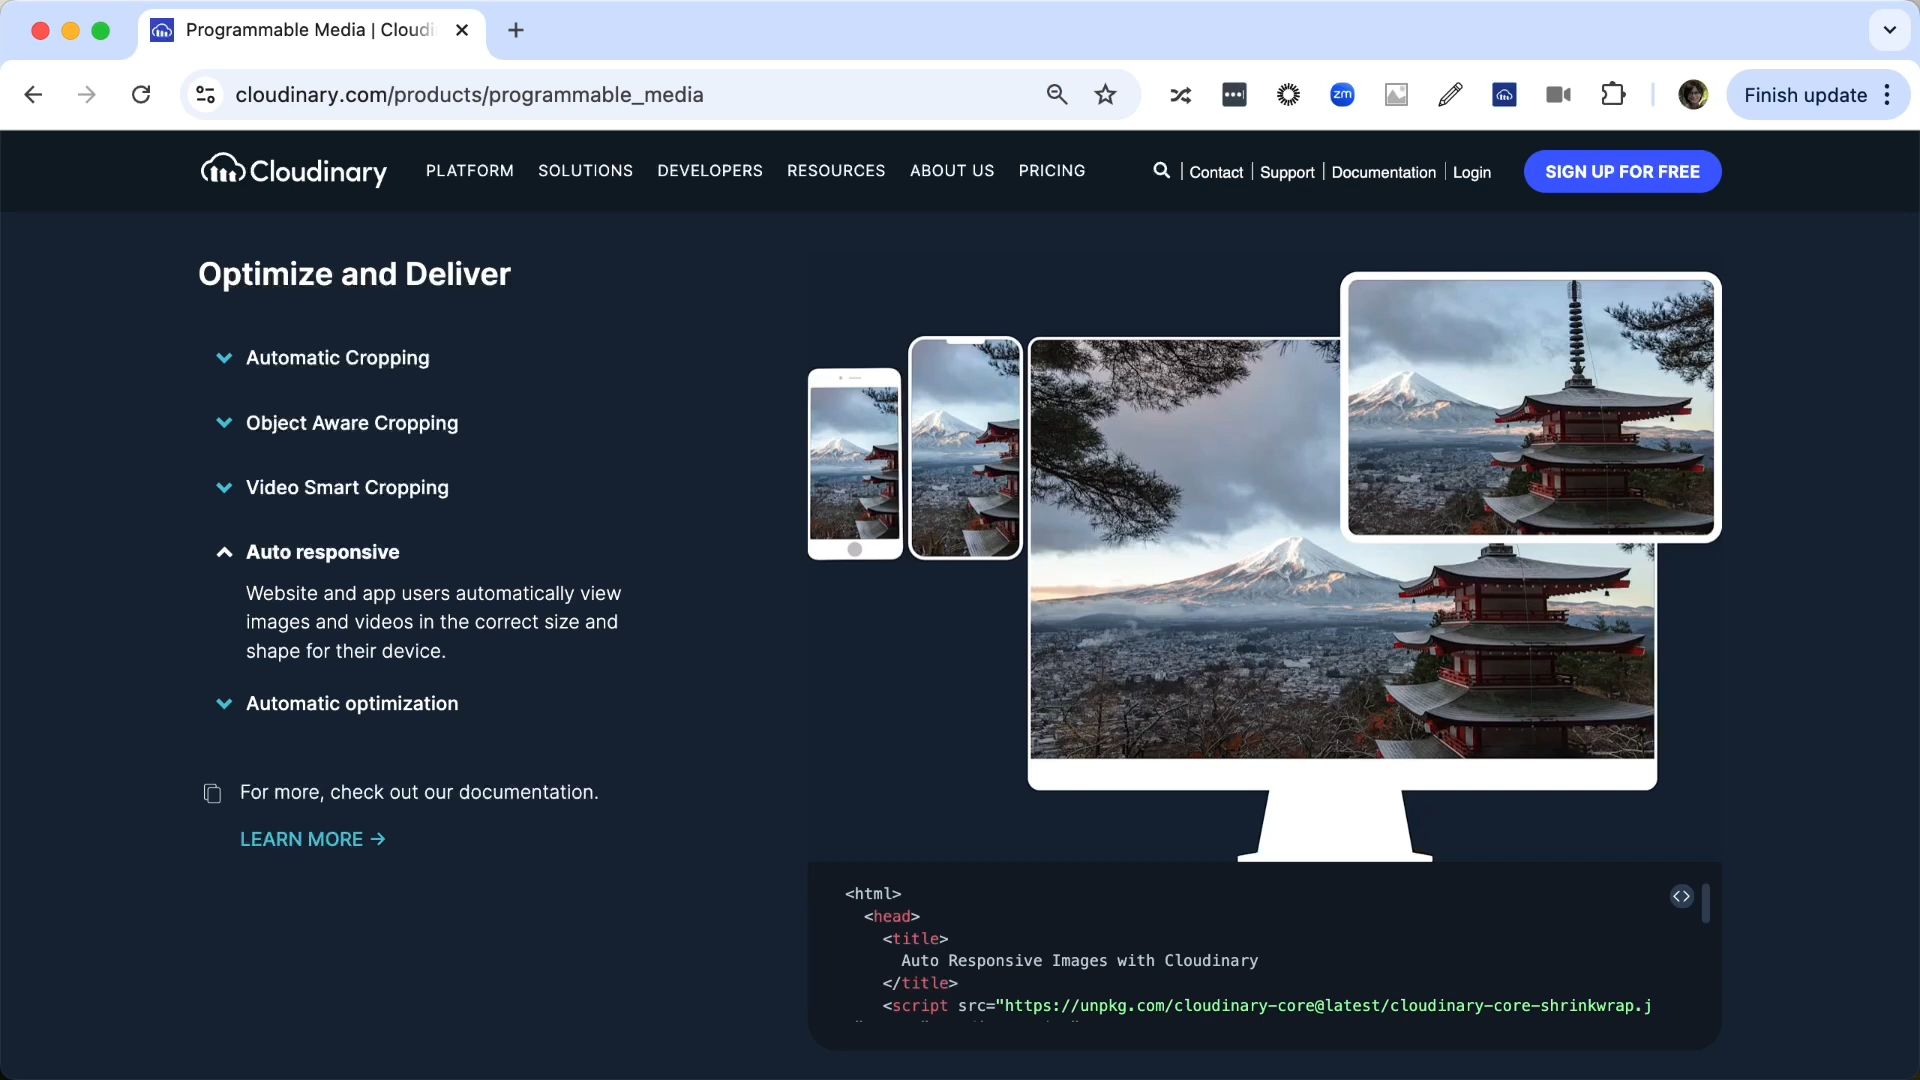 Programmable Media | Cloudi
cloudinary.com/products/programmable_media
zm
Finish update
Cloudinary
PLATFORM
SOLUTIONS
DEVELOPERS
RESOURCES
ABOUT US
PRICING
Contact
Support
Documentation
Login
SIGN UP FOR FREE
Optimize and Deliver
Automatic Cropping
Object Aware Cropping
Video Smart Cropping
Auto responsive
Website and app users automatically view
images and videos in the correct size and
shape for their device.
Automatic optimization
For more, check out our documentation.
LEARN MORE →
<html>
<head>
<title>
Auto Responsive Images with Cloudinary
</title>
<script src="https://unpkg.com/cloudinary-core@latest/cloudinary-core-shrinkwrap.j